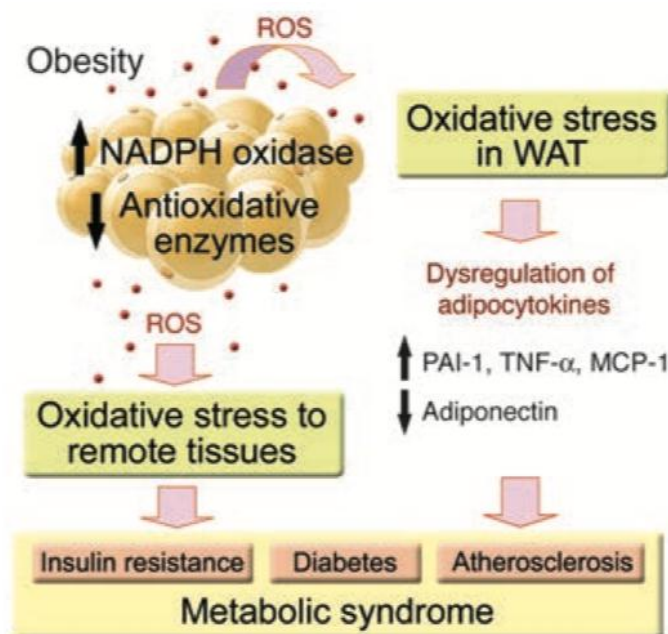 ROS
Obesity
NADPH oxidase
Antioxidative
enzymes
ROS
Oxidative stress to
remote tissues
Oxidative stress
in WAT
Dysregulation of
adipocytokines
PAI-1, TNF-α, MCP-1
Adiponectin
Insulin resistance
Diabetes
Atherosclerosis
Metabolic syndrome